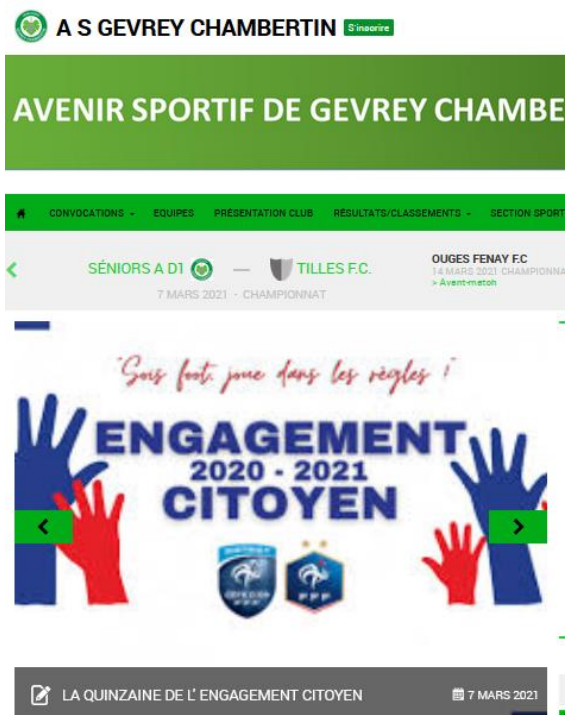 A S GEVREY CHAMBERTIN S'inscrire
AVENIR SPORTIF DE GEVREY CHAMBE
CONVOCATIONS EQUIPES PRÉSENTATION CLUB RÉSULTATS/CLASSEMENTS SECTION SPORT
SÉNIORS A D1 — TILLES F.C.
7 MARS 2021 - CHAMPIONNAT
OUGES FENAY F.C
14 MARS 2021 CHAMPIONNA
> Avant-match
"Sois foot, joue dans les règles !"
ENGAGEMENT
2020 - 2021
CITOYEN
FFF
LA QUINZAINE DE L' ENGAGEMENT CITOYEN 7 MARS 2021